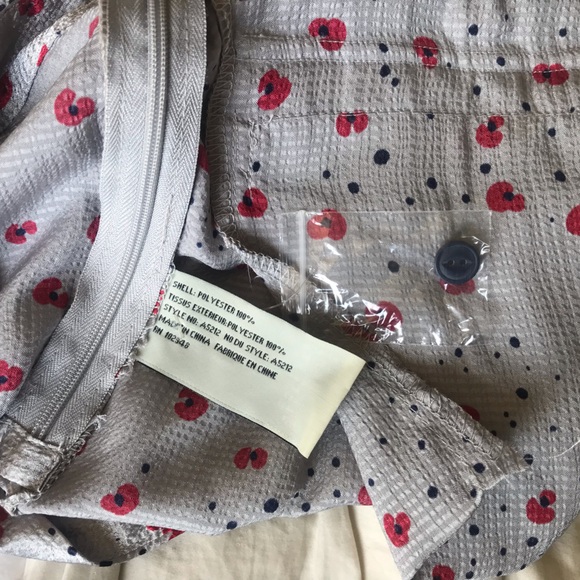 SHELL: POLYESTER 100%
TISSUS EXTERIEUR:POLYESTER 100%
STYLE NO. A5212 NO DU STYLE: A5212
MADE IN CHINA FABRIQUE EN CHINE
RN 102968